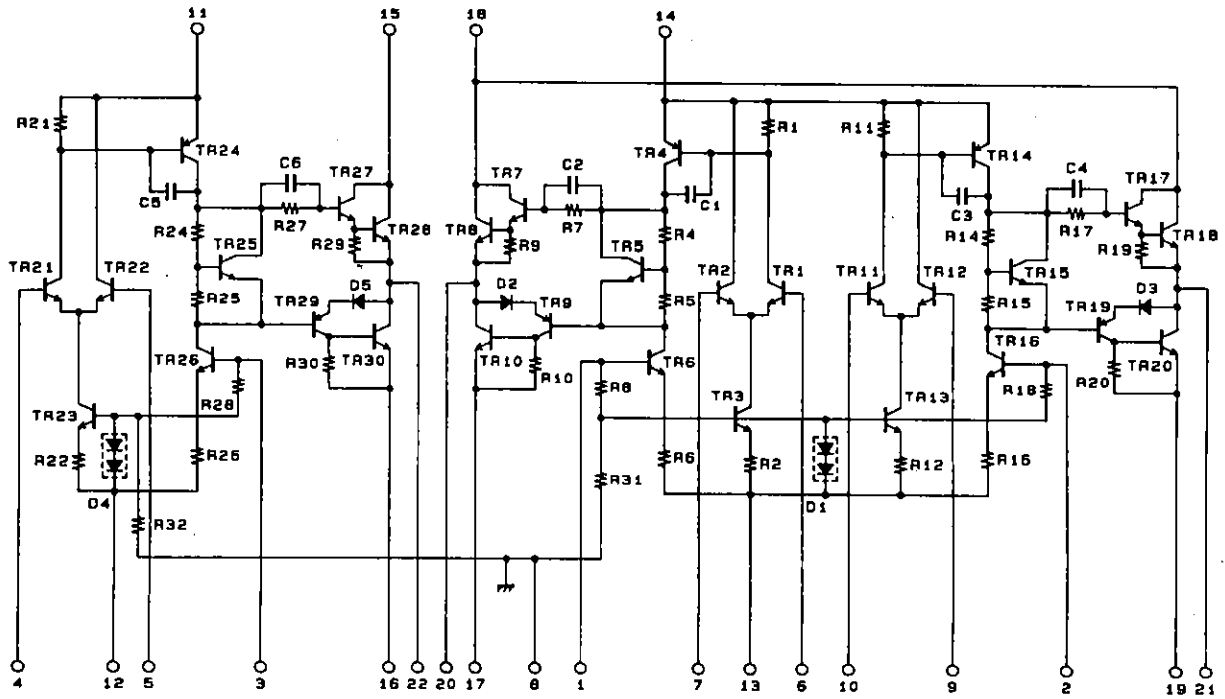 11 15 18 14
R21 TR24 C6 TR27 TR7 C2 TR4 R1 R11 TR14 C4 TR17
C5 R27 R7 C1 C3 R17
R24 TR25 R29 TR28 TR8 R9 TR5 R4 R14 TR15 R19 TR18
TR21 TR22 D5 D2 TR2 TR1 TR11 TR12 D3
R25 TR29 TR9 R5 R15 TR19
TR26 R30 TR30 TR10 R10 TR6 TR16 R20 TR20
R28 R8 TR3 TR13 R18
TR23
R22 R26 R31 R6 R2 R12 R16
D4 D1
R32
4 12 5 3 16 22 20 17 8 1 7 13 6 10 9 2 19 21